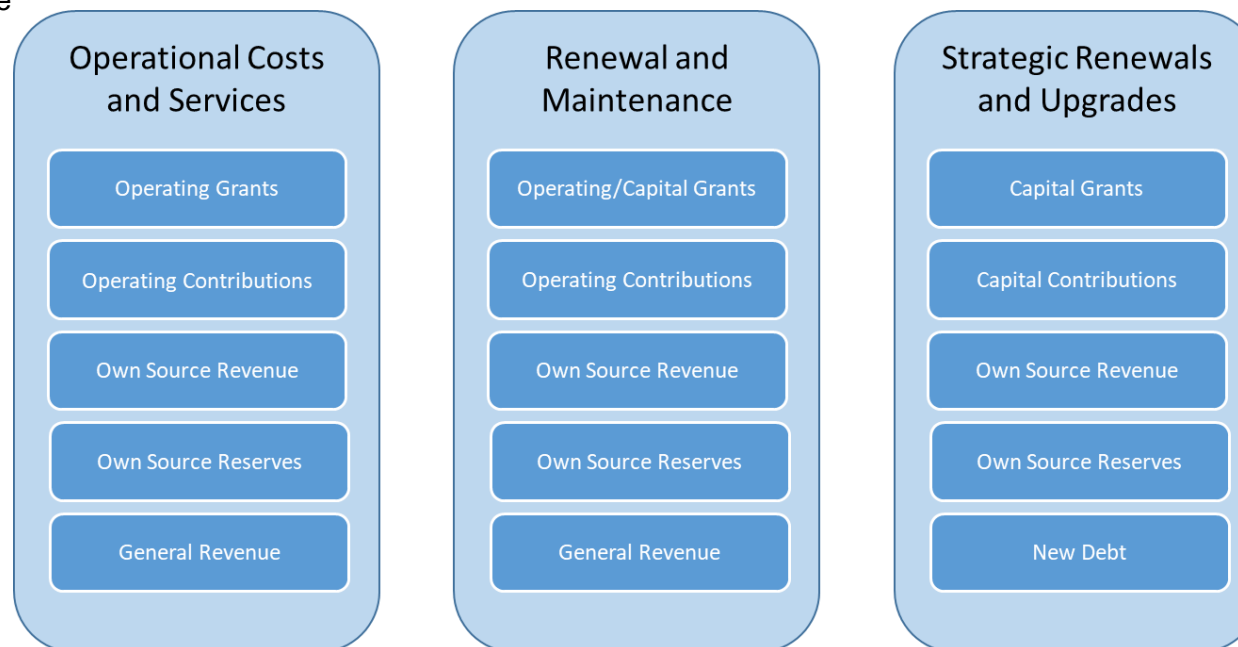 e
Operational Costs
and Services
Operating Grants
Operating Contributions
Own Source Revenue
Own Source Reserves
General Revenue
Renewal and
Maintenance
Operating/Capital Grants
Operating Contributions
Own Source Revenue
Own Source Reserves
General Revenue
Strategic Renewals
and Upgrades
Capital Grants
Capital Contributions
Own Source Revenue
Own Source Reserves
New Debt